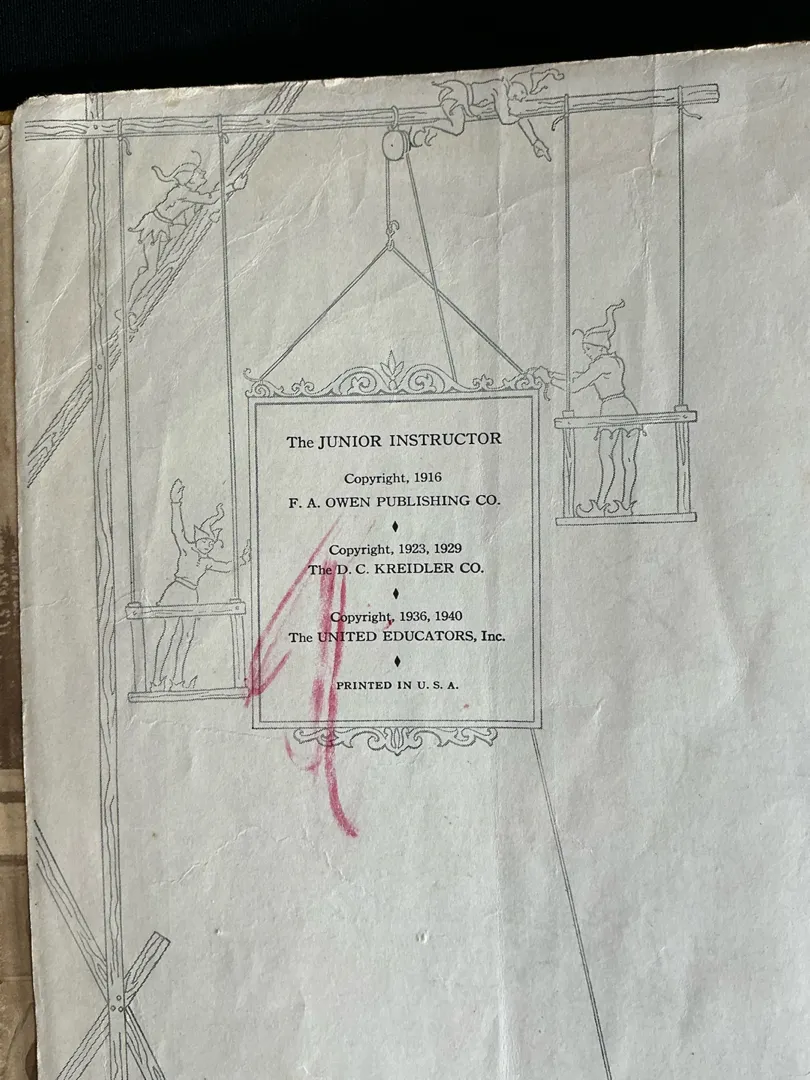 The JUNIOR INSTRUCTOR
Copyright, 1916
F. A. OWEN PUBLISHING CO.
Copyright, 1923, 1929
The D. C. KREIDLER CO.
Copyright, 1936, 1940
The UNITED EDUCATORS, Inc.
PRINTED IN U. S. A.